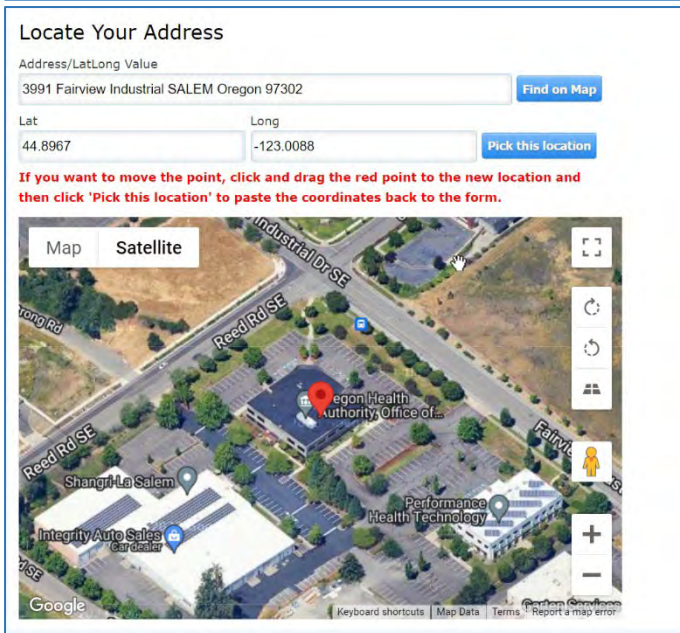 Locate Your Address
Address/LatLong Value
3991 Fairview Industrial SALEM Oregon 97302
Find on Map
Lat
Long
44.8967
-123.0088
Pick this location
If you want to move the point, click and drag the red point to the new location and
then click 'Pick this location' to paste the coordinates back to the form.
Map
Satellite
Industrial Dr SE
rong Rd
Reed Rd SE
egon Health
Authority, Office of...
Reed Rd SE
Shangri-La Salem
Performance
Health Technology
Integrity Auto Sales
Car dealer
Google
Keyboard shortcuts
Map Data
Terms
Report a map error